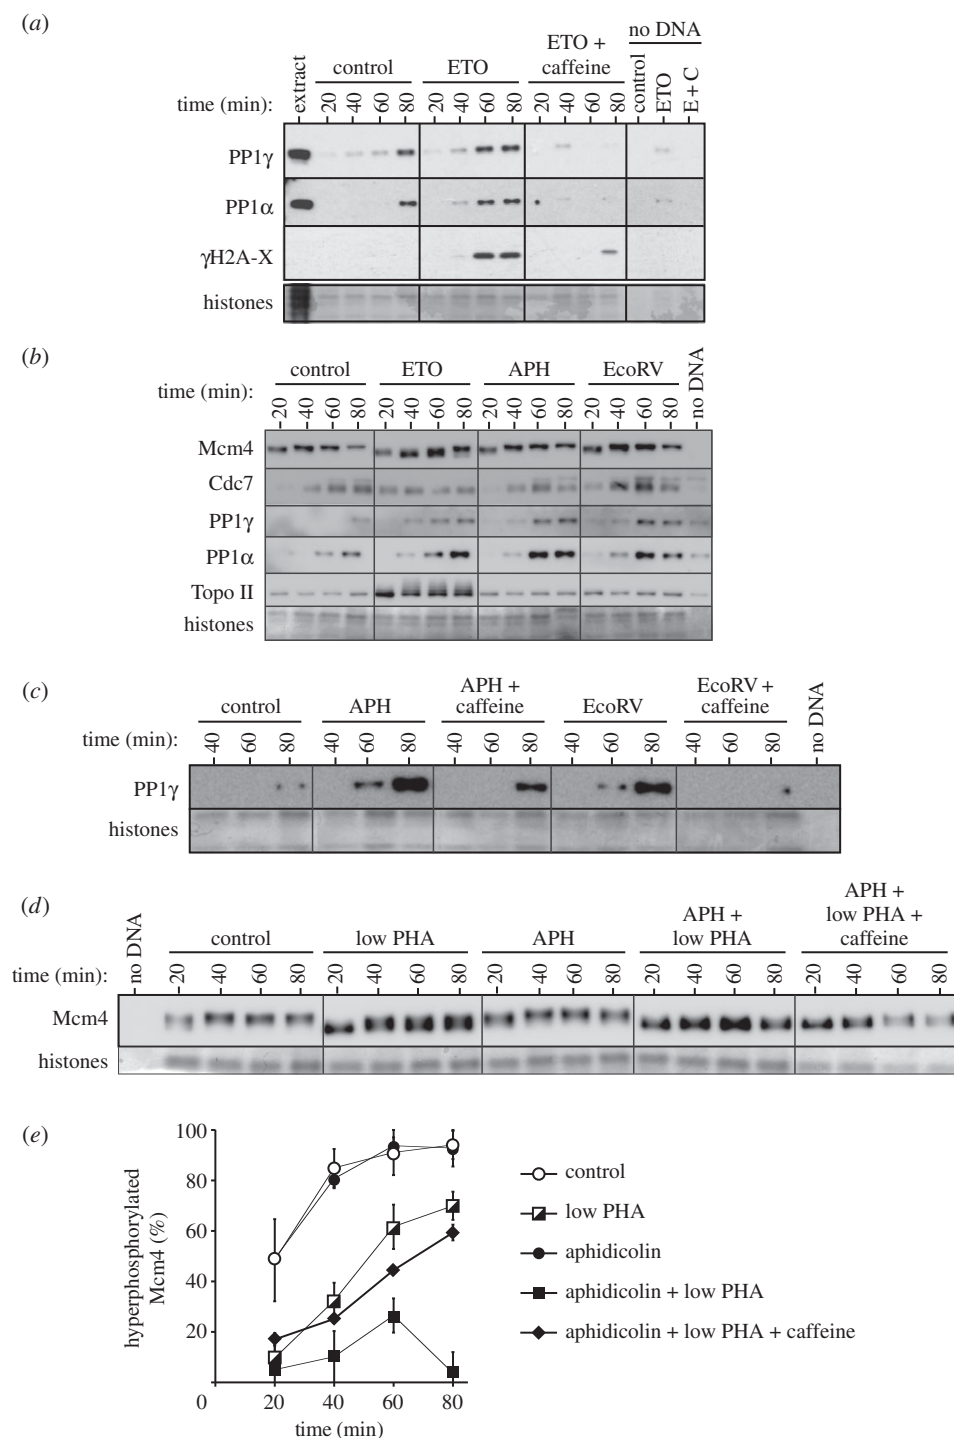 (a)
no DNA
ETO +
control ETO caffeine
time (min): extract 20 40 60 80 20 40 60 80 20 40 60 80 control ETO E + C
PP1γ
PP1α
γH2A-X
histones
(b)
control ETO APH EcoRV
time (min): 20 40 60 80 20 40 60 80 20 40 60 80 20 40 60 80 no DNA
Mcm4
Cdc7
PP1γ
PP1α
Topo II
histones
(c)
APH + EcoRV +
control APH caffeine EcoRV caffeine
time (min): 40 60 80 40 60 80 40 60 80 40 60 80 40 60 80 no DNA
PP1γ
histones
(d)
APH +
APH + low PHA +
control low PHA APH low PHA caffeine
time (min): no DNA 20 40 60 80 20 40 60 80 20 40 60 80 20 40 60 80 20 40 60 80
Mcm4
histones
(e)
hyperphosphorylated
Mcm4 (%)
100
80
60
40
20
0 20 40 60 80
time (min)
control
low PHA
aphidicolin
aphidicolin + low PHA
aphidicolin + low PHA + caffeine